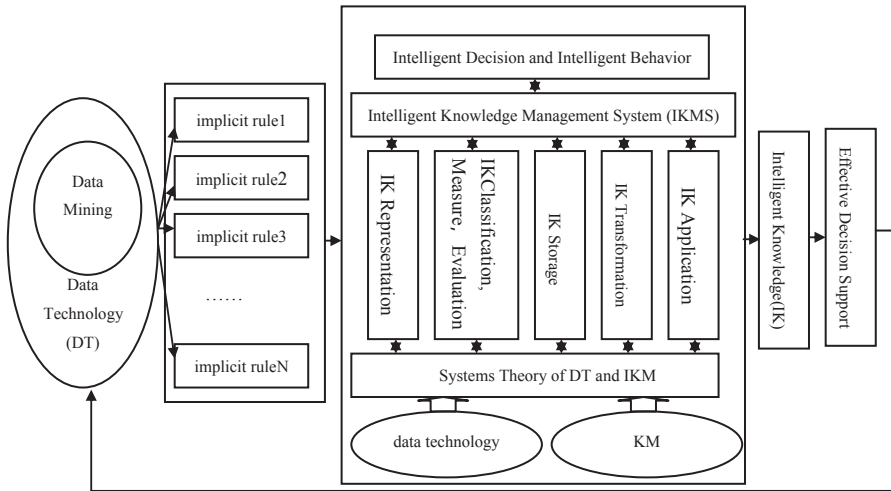 Data
Mining
Data
Technology
(DT)
implicit rule1
implicit rule2
implicit rule3
……
implicit ruleN
Intelligent Decision and Intelligent Behavior
Intelligent Knowledge Management System (IKMS)
IK Representation
IKClassification,
Measure, Evaluation
IK Storage
IK Transformation
IK Application
Systems Theory of DT and IKM
data technology
KM
Intelligent
Knowledge(IK)
Effective Decision
Support